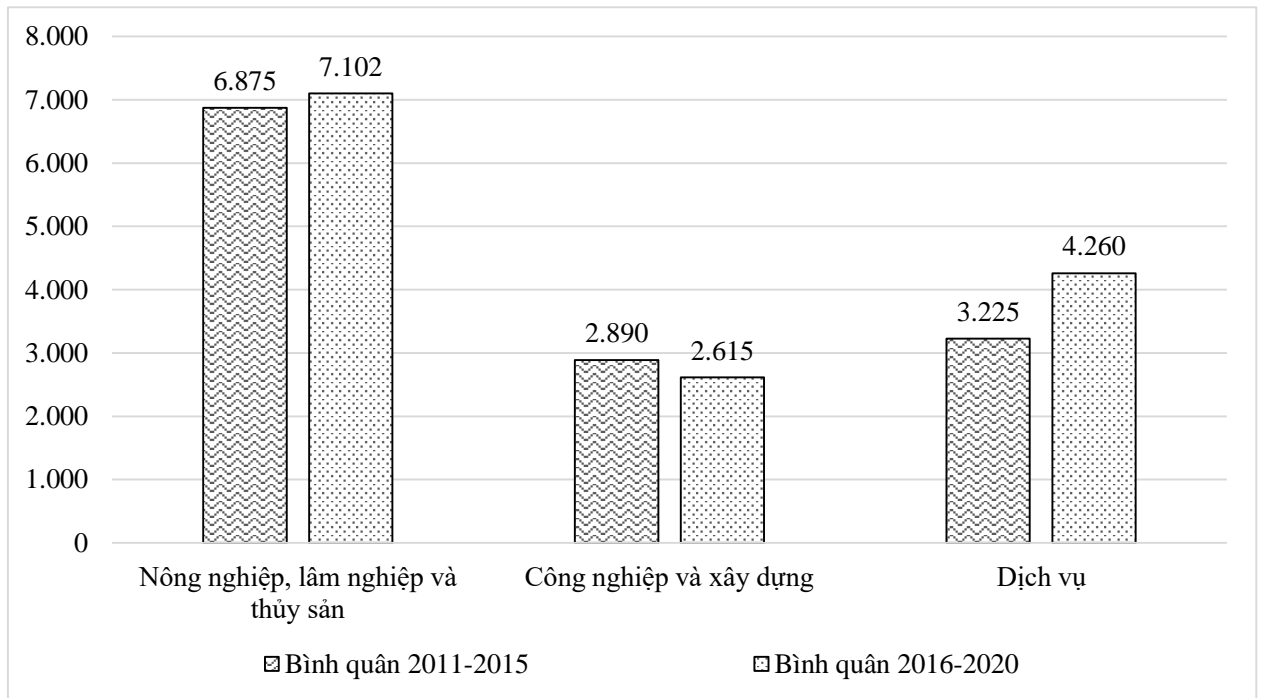 8.000
7.000
6.000
5.000
4.000
3.000
2.000
1.000
0
6.875
7.102
2.890
2.615
3.225
4.260
Nông nghiệp, lâm nghiệp và
thủy sản
Công nghiệp và xây dựng
Dịch vụ
Bình quân 2011-2015
Bình quân 2016-2020